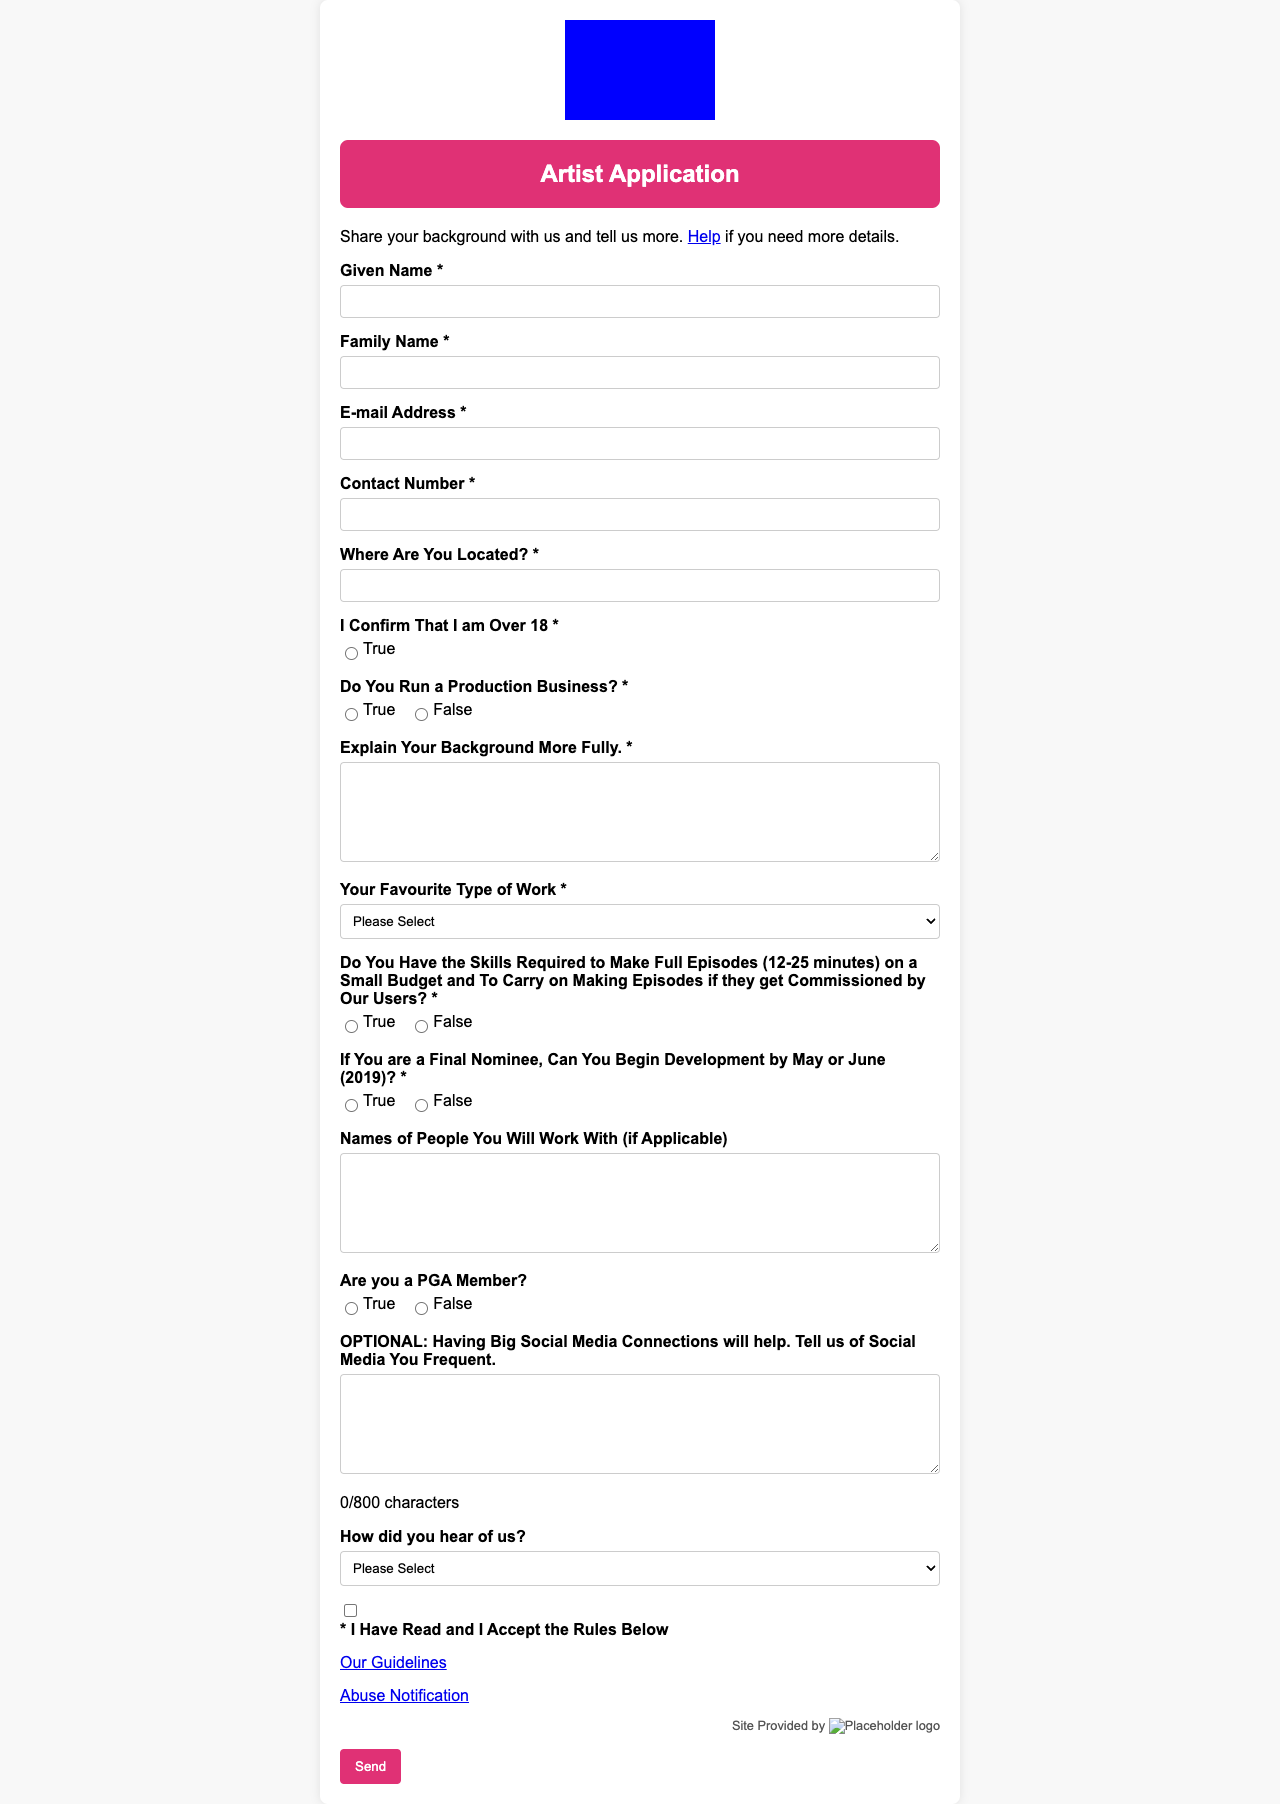 Artist Application
Share your background with us and tell us more. Help if you need more details.
Given Name *
Family Name *
E-mail Address *
Contact Number *
Where Are You Located? *
I Confirm That I am Over 18 *
True
Do You Run a Production Business? *
True False
Explain Your Background More Fully. *
Your Favourite Type of Work *
Please Select
Do You Have the Skills Required to Make Full Episodes (12-25 minutes) on a
Small Budget and To Carry on Making Episodes if they get Commissioned by
Our Users? *
True False
If You are a Final Nominee, Can You Begin Development by May or June
(2019)? *
True False
Names of People You Will Work With (if Applicable)
Are you a PGA Member?
True False
OPTIONAL: Having Big Social Media Connections will help. Tell us of Social
Media You Frequent.
0/800 characters
How did you hear of us?
Please Select
* I Have Read and I Accept the Rules Below
Our Guidelines
Abuse Notification
Site Provided by Placeholder logo
Send